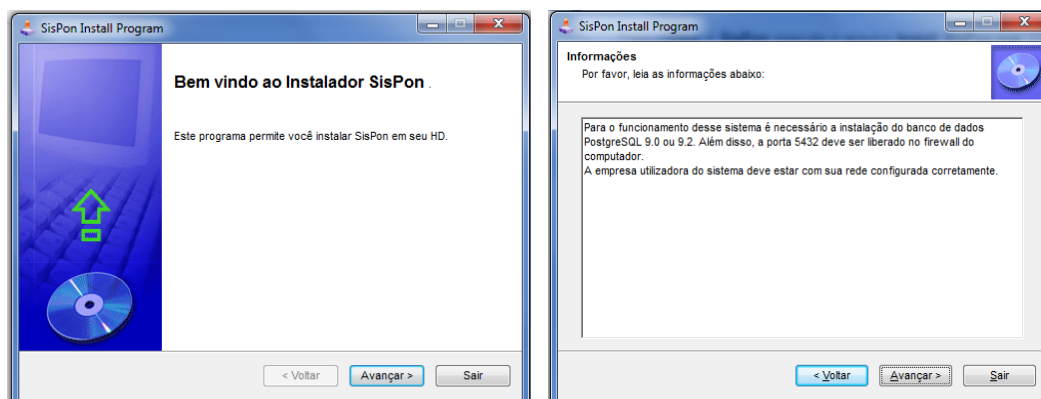 SisPon Install Program
Bem vindo ao Instalador SisPon .
Este programa permite você instalar SisPon em seu HD.
< Voltar
Avançar >
Sair
SisPon Install Program
Informações
Por favor, leia as informações abaixo:
Para o funcionamento desse sistema é necessário a instalação do banco de dados
PostgreSQL 9.0 ou 9.2. Além disso, a porta 5432 deve ser liberado no firewall do
computador.
A empresa utilizadora do sistema deve estar com sua rede configurada corretamente.
< Voltar
Avançar >
Sair